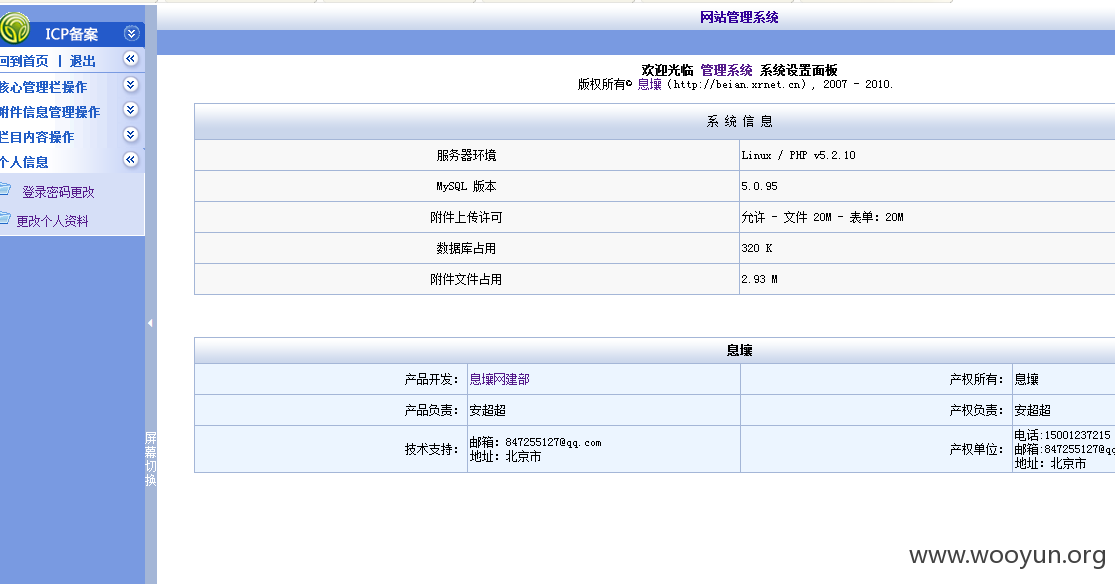 网站管理系统
ICP备案
回到首页 | 退出
核心管理栏操作
附件信息管理操作
栏目内容操作
个人信息
登录密码更改
更改个人资料
屏幕切换
欢迎光临 管理系统 系统设置面板
版权所有© 息壤 (http://beian.xrnet.cn) , 2007 - 2010.
系 统 信 息
服务器环境 Linux / PHP v5.2.10
MySQL 版本 5.0.95
附件上传许可 允许 - 文件 20M - 表单: 20M
数据库占用 320 K
附件文件占用 2.93 M
息壤
产品开发: 息壤网建部 产权所有: 息壤
产品负责: 安超超 产权负责: 安超超
技术支持: 邮箱: 847255127@qq.com
地址: 北京市
产权单位: 电话:15001237215
邮箱:847255127@qq
地址: 北京市
www.wooyun.org